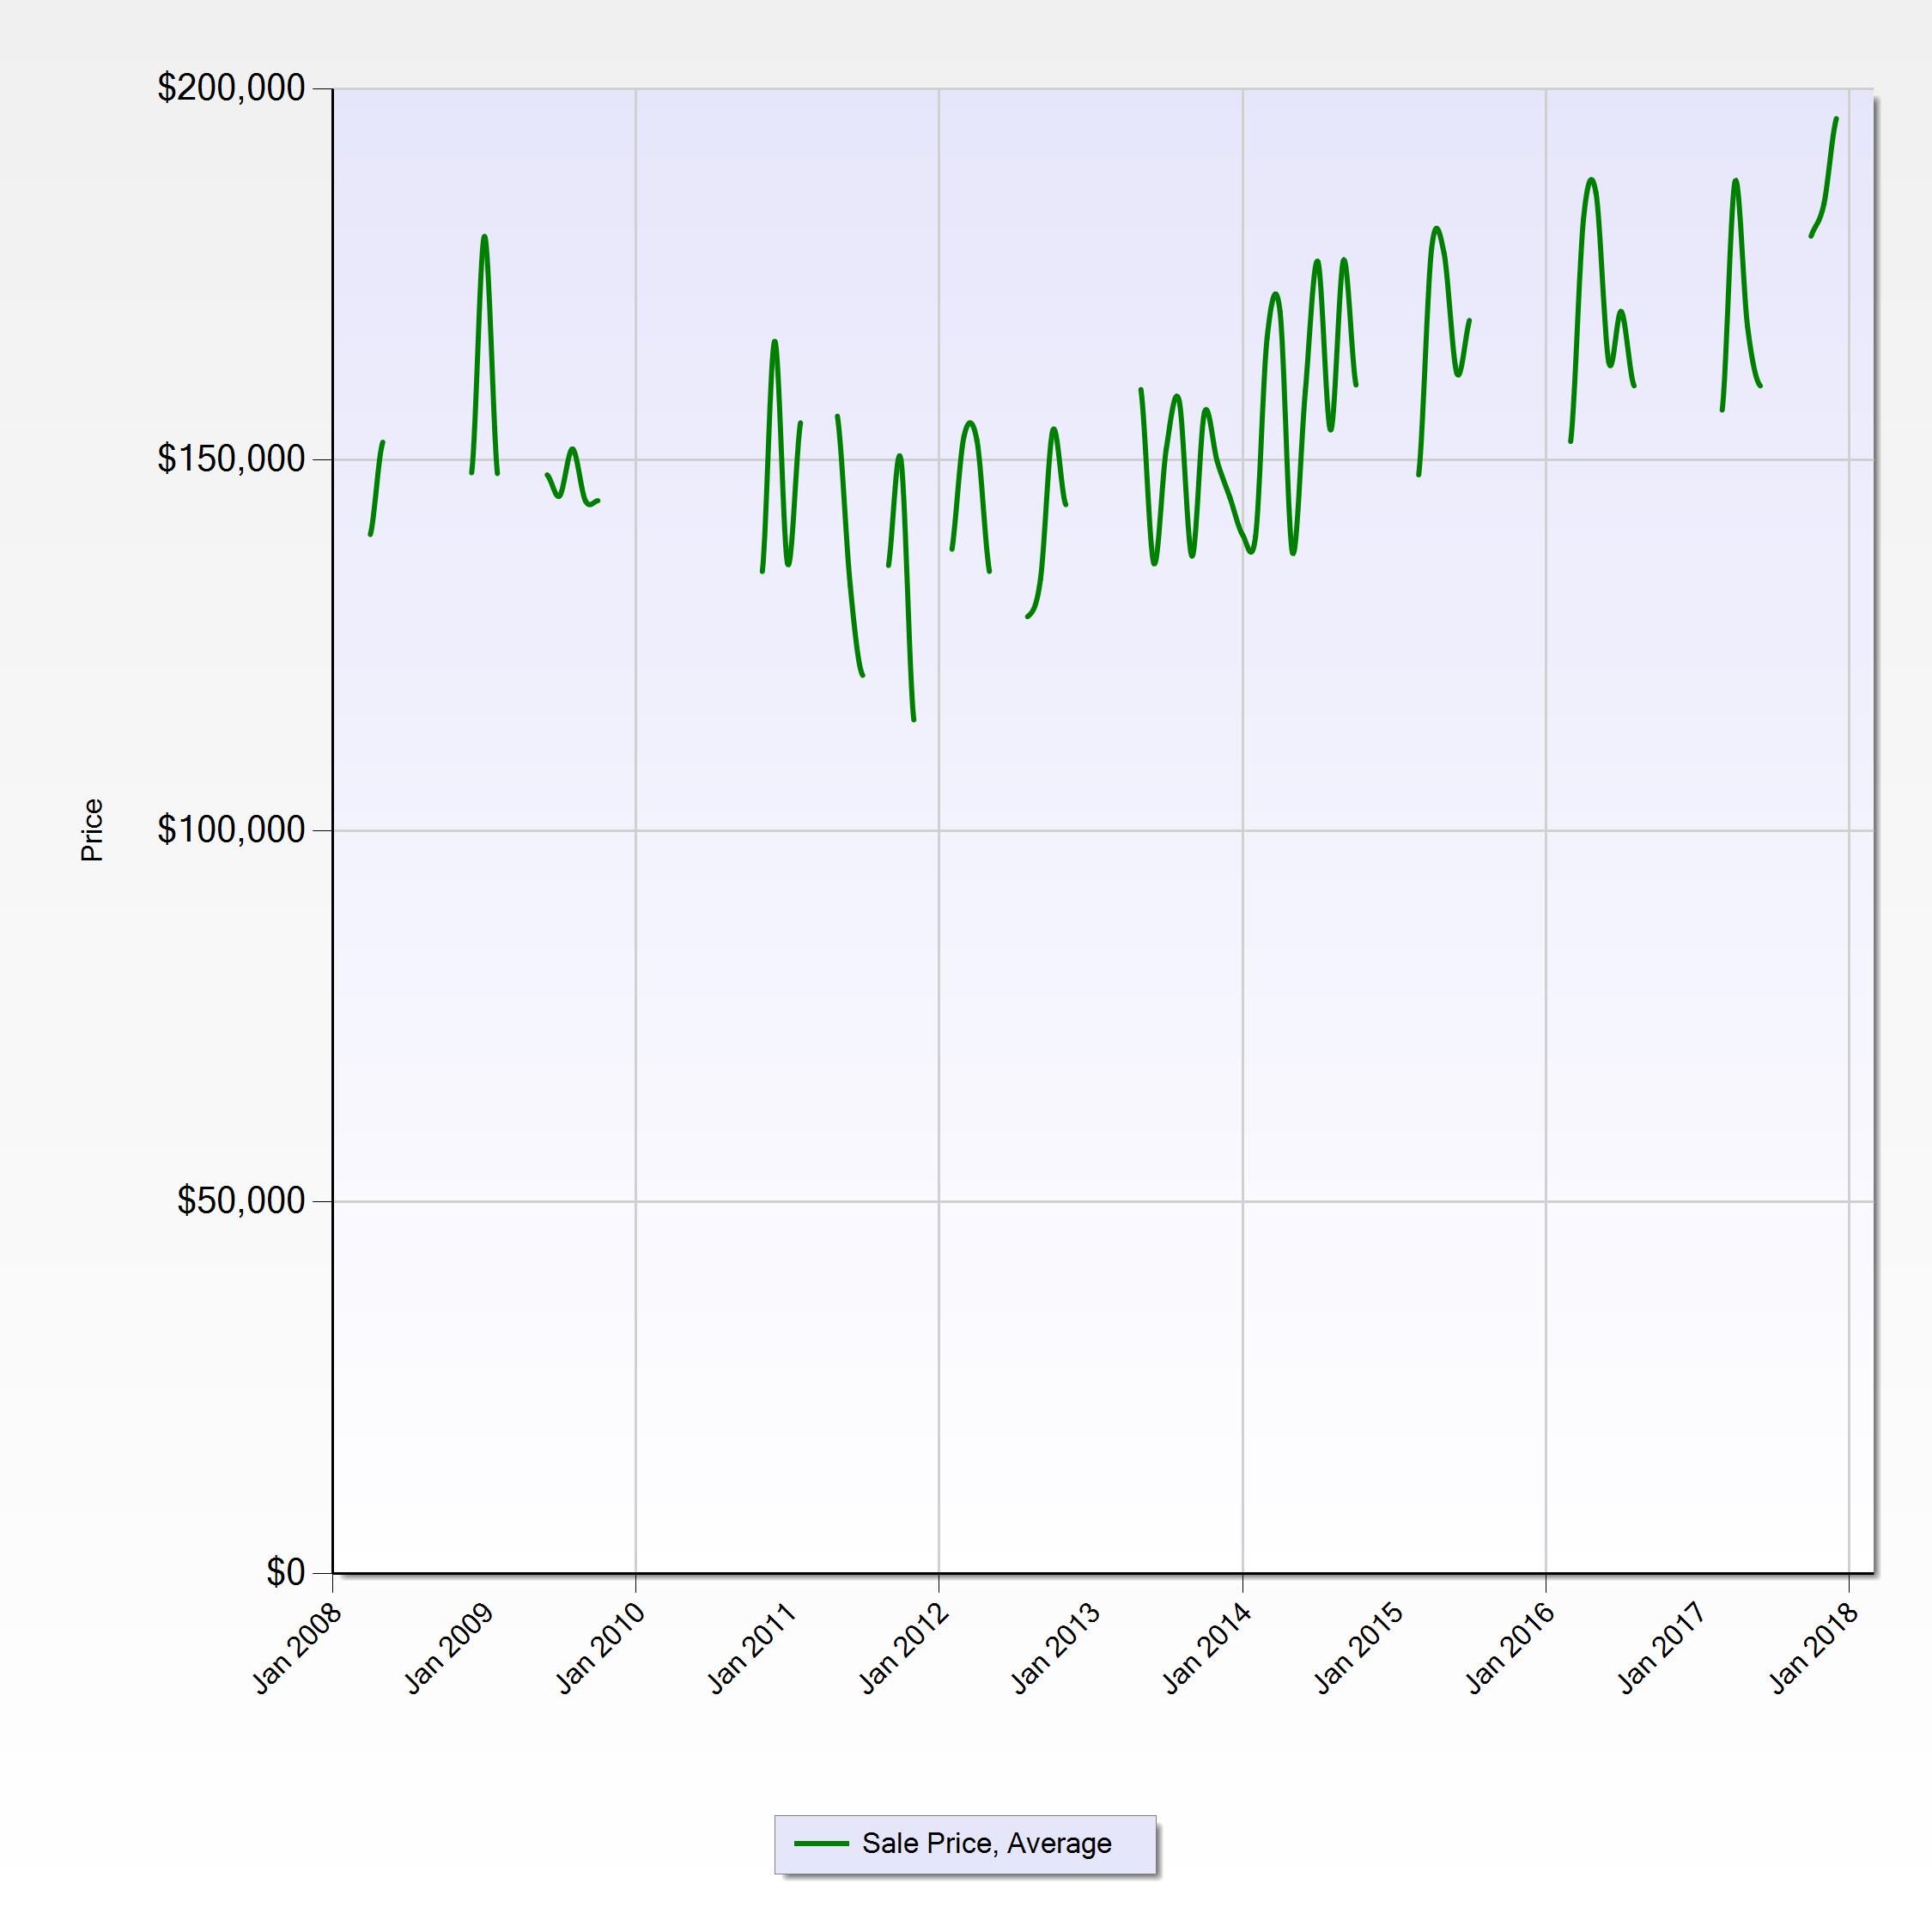 $200,000
$150,000
$100,000
$50,000
$0
Price
Jan 2008
Jan 2009
Jan 2010
Jan 2011
Jan 2012
Jan 2013
Jan 2014
Jan 2015
Jan 2016
Jan 2017
Jan 2018
Sale Price, Average